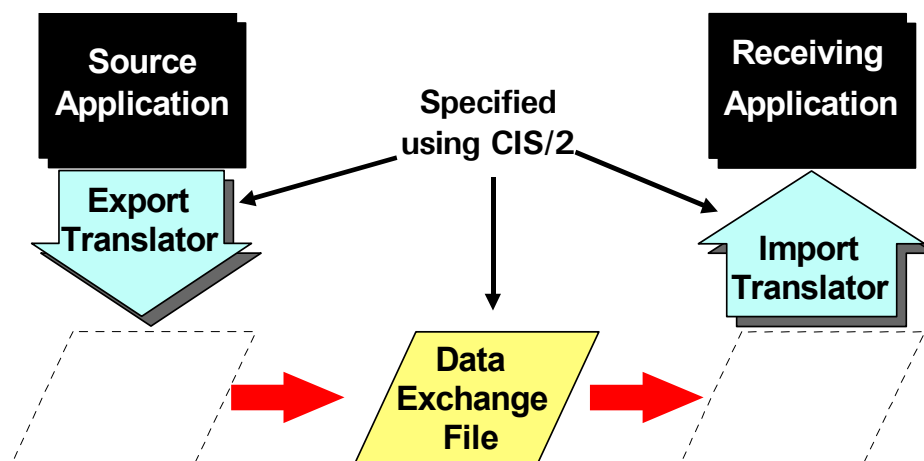 Source
Application
Receiving
Application
Specified
using CIS/2
Export
Translator
Import
Translator
Data
Exchange
File